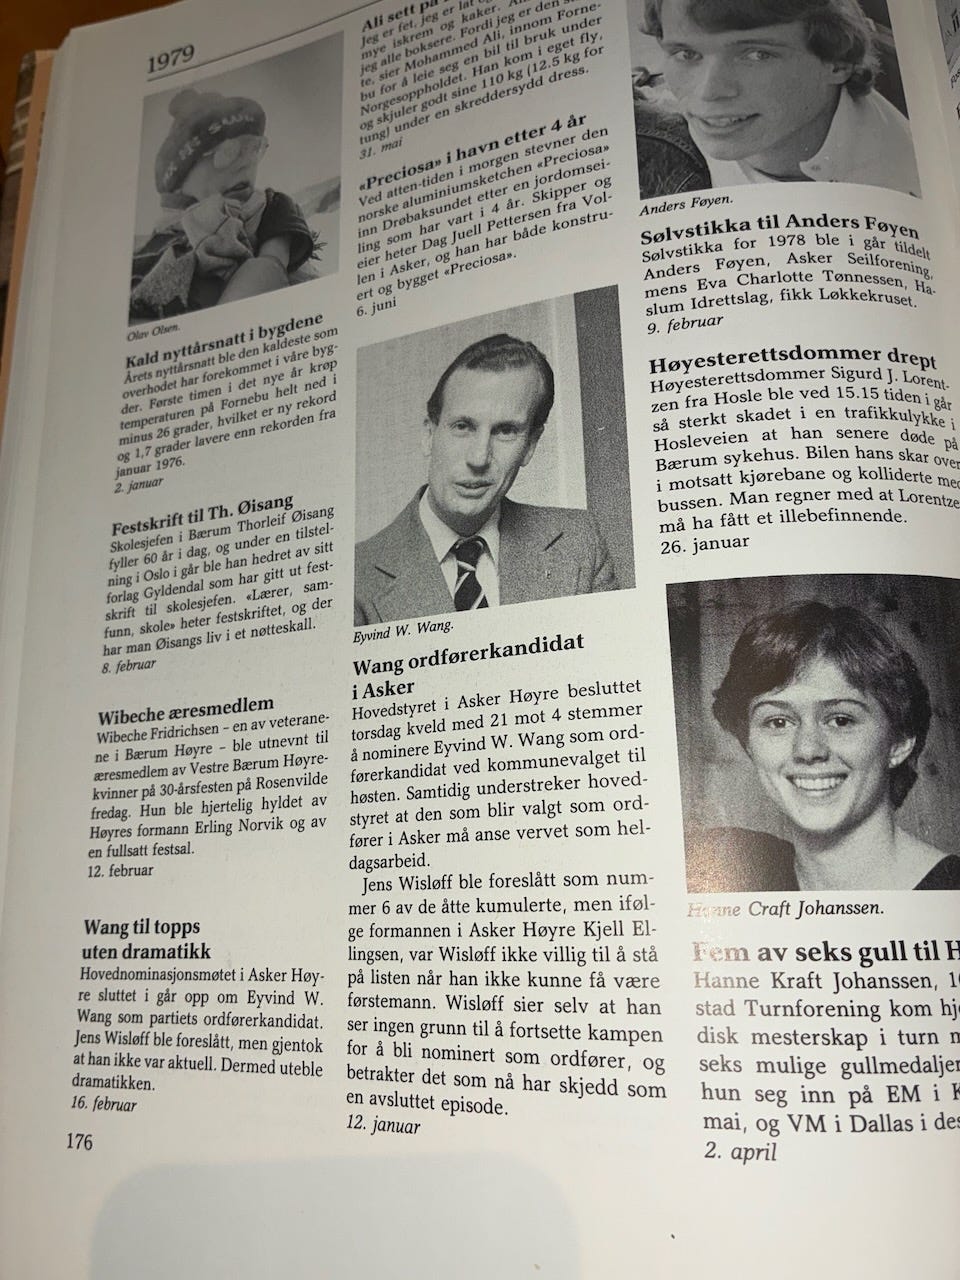 1979
Olav Olsen.
Kald nyttårsnatt i bygdene
Årets nyttårsnatt ble den kaldeste som
overhodet har forekommet i våre byg-
der. Første timen i det nye år krøp
temperaturen på Fornebu helt ned i
minus 26 grader, hvilket er ny rekord
og 1,7 grader lavere enn rekorden fra
januar 1976.
2. januar
Festskrift til Th. Øisang
Skolesjefen i Bærum Thorleif Øisang
fyller 60 år i dag, og under en tilstel-
ning i Oslo i går ble han hedret av sitt
forlag Gyldendal som har gitt ut fest-
skrift til skolesjefen. «Lærer, sam-
funn, skole» heter festskriftet, og der
har man Øisangs liv i et nøtteskall.
8. februar
Wibeche æresmedlem
Wibeche Fridrichsen – en av veterane-
ne i Bærum Høyre – ble utnevnt til
æresmedlem av Vestre Bærum Høyre-
kvinner på 30-årsfesten på Rosenvilde
fredag. Hun ble hjertelig hyldet av
Høyres formann Erling Norvik og av
en fullsatt festsal.
12. februar
Wang til topps
uten dramatikk
Hovednominasjonsmøtet i Asker Høy-
re sluttet i går opp om Eyvind W.
Wang som partiets ordførerkandidat.
Jens Wisløff ble foreslått, men gjentok
at han ikke var aktuell. Dermed uteble
dramatikken.
16. februar
176
Ali sett på
Jeg er fet, jeg er lat og
mye iskrem og kaker.
jeg alle boksere. Fordi jeg er den
te, sier Mohammed Ali, innom Forne-
bu for å leie seg en bil til bruk under
Norgesoppholdet. Han kom i eget fly,
og skjuler godt sine 110 kg (12.5 kg for
tung) under en skreddersydd dress.
31. mai
«Preciosa» i havn etter 4 år
Ved atten-tiden i morgen stevner den
norske aluminiumsketchen «Preciosa»
inn Drøbaksundet etter en jordomsei-
ling som har vart i 4 år. Skipper og
eier heter Dag Juell Pettersen fra Vol-
len i Asker, og han har både konstru-
ert og bygget «Preciosa».
6. juni
Eyvind W. Wang.
Wang ordførerkandidat
i Asker
Hovedstyret i Asker Høyre besluttet
torsdag kveld med 21 mot 4 stemmer
å nominere Eyvind W. Wang som ord-
førerkandidat ved kommunevalget til
høsten. Samtidig understreker hoved-
styret at den som blir valgt som ord-
fører i Asker må anse vervet som hel-
dagsarbeid.
Jens Wisløff ble foreslått som num-
mer 6 av de åtte kumulerte, men iføl-
ge formannen i Asker Høyre Kjell El-
lingsen, var Wisløff ikke villig til å stå
på listen når han ikke kunne få være
førstemann. Wisløff sier selv at han
ser ingen grunn til å fortsette kampen
for å bli nominert som ordfører, og
betrakter det som nå har skjedd som
en avsluttet episode.
12. januar
Anders Føyen.
Sølvstikka til Anders Føyen
Sølvstikka for 1978 ble i går tildelt
Anders Føyen, Asker Seilforening,
mens Eva Charlotte Tønnessen, Ha-
slum Idrettslag, fikk Løkkekruset.
9. februar
Høyesterettsdommer drept
Høyesterettsdommer Sigurd J. Lorent-
zen fra Hosle ble ved 15.15 tiden i går
så sterkt skadet i en trafikkulykke i
Hosleveien at han senere døde på
Bærum sykehus. Bilen hans skar over
i motsatt kjørebane og kolliderte med
bussen. Man regner med at Lorentze
må ha fått et illebefinnende.
26. januar
Hanne Craft Johanssen.
Fem av seks gull til H
Hanne Kraft Johanssen, 1
stad Turnforening kom hj
disk mesterskap i turn m
seks mulige gullmedaljer
hun seg inn på EM i K
mai, og VM i Dallas i des
2. april